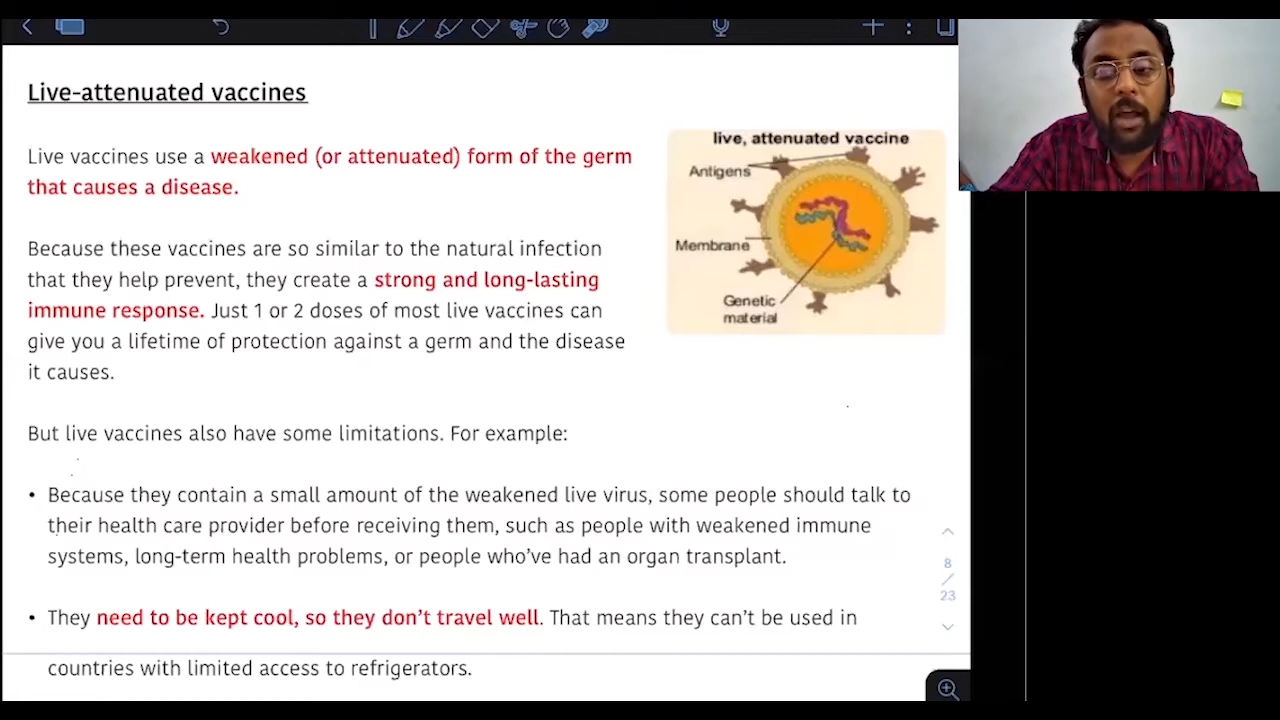 Live-attenuated vaccines
Live vaccines use a weakened (or attenuated) form of the germ
that causes a disease.
Because these vaccines are so similar to the natural infection
that they help prevent, they create a strong and long-lasting
immune response. Just 1 or 2 doses of most live vaccines can
give you a lifetime of protection against a germ and the disease
it causes.
live, attenuated vaccine
Antigens
Membrane
Genetic
material
But live vaccines also have some limitations. For example:
• Because they contain a small amount of the weakened live virus, some people should talk to
their health care provider before receiving them, such as people with weakened immune
systems, long-term health problems, or people who’ve had an organ transplant.
• They need to be kept cool, so they don’t travel well. That means they can’t be used in
countries with limited access to refrigerators.
8
/
23